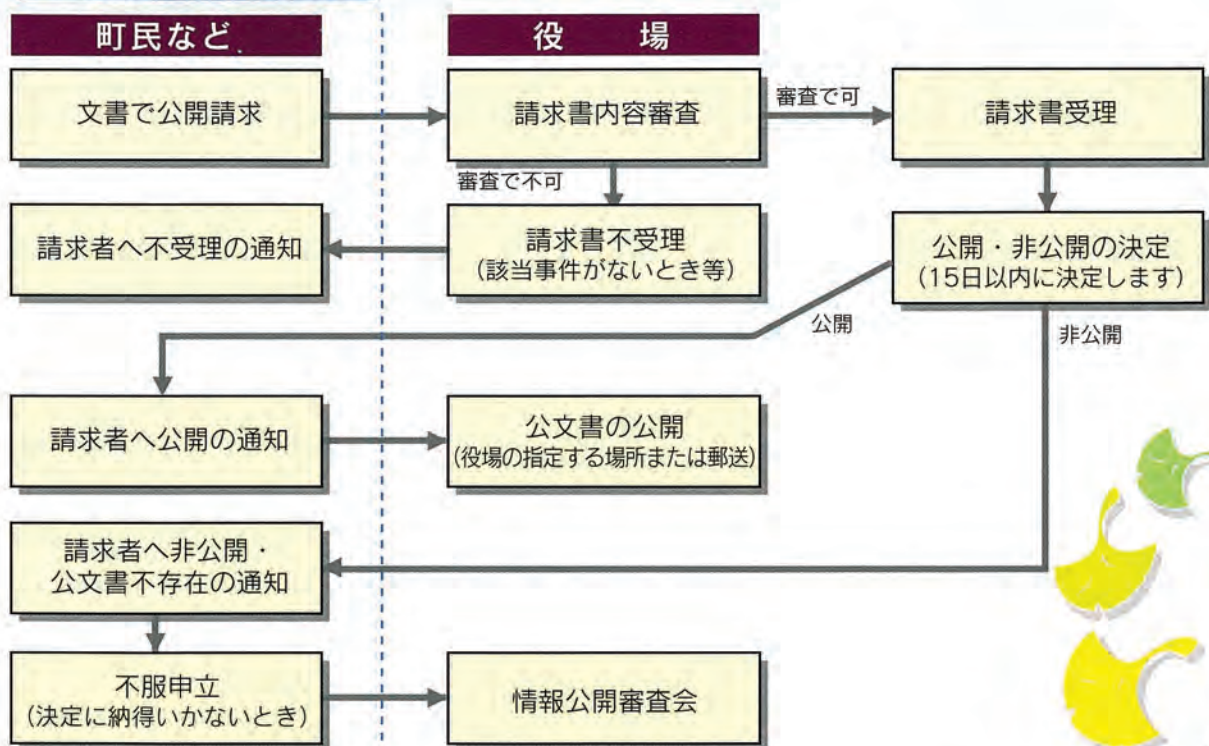 町民など
役 場
文書で公開請求
請求書内容審査
審査で可
請求書受理
審査で不可
請求者へ不受理の通知
請求書不受理
(該当事件がないとき等)
公開・非公開の決定
(15日以内に決定します)
公開
非公開
請求者へ公開の通知
公文書の公開
(役場の指定する場所または郵送)
請求者へ非公開・
公文書不存在の通知
不服申立
(決定に納得いかないとき)
情報公開審査会